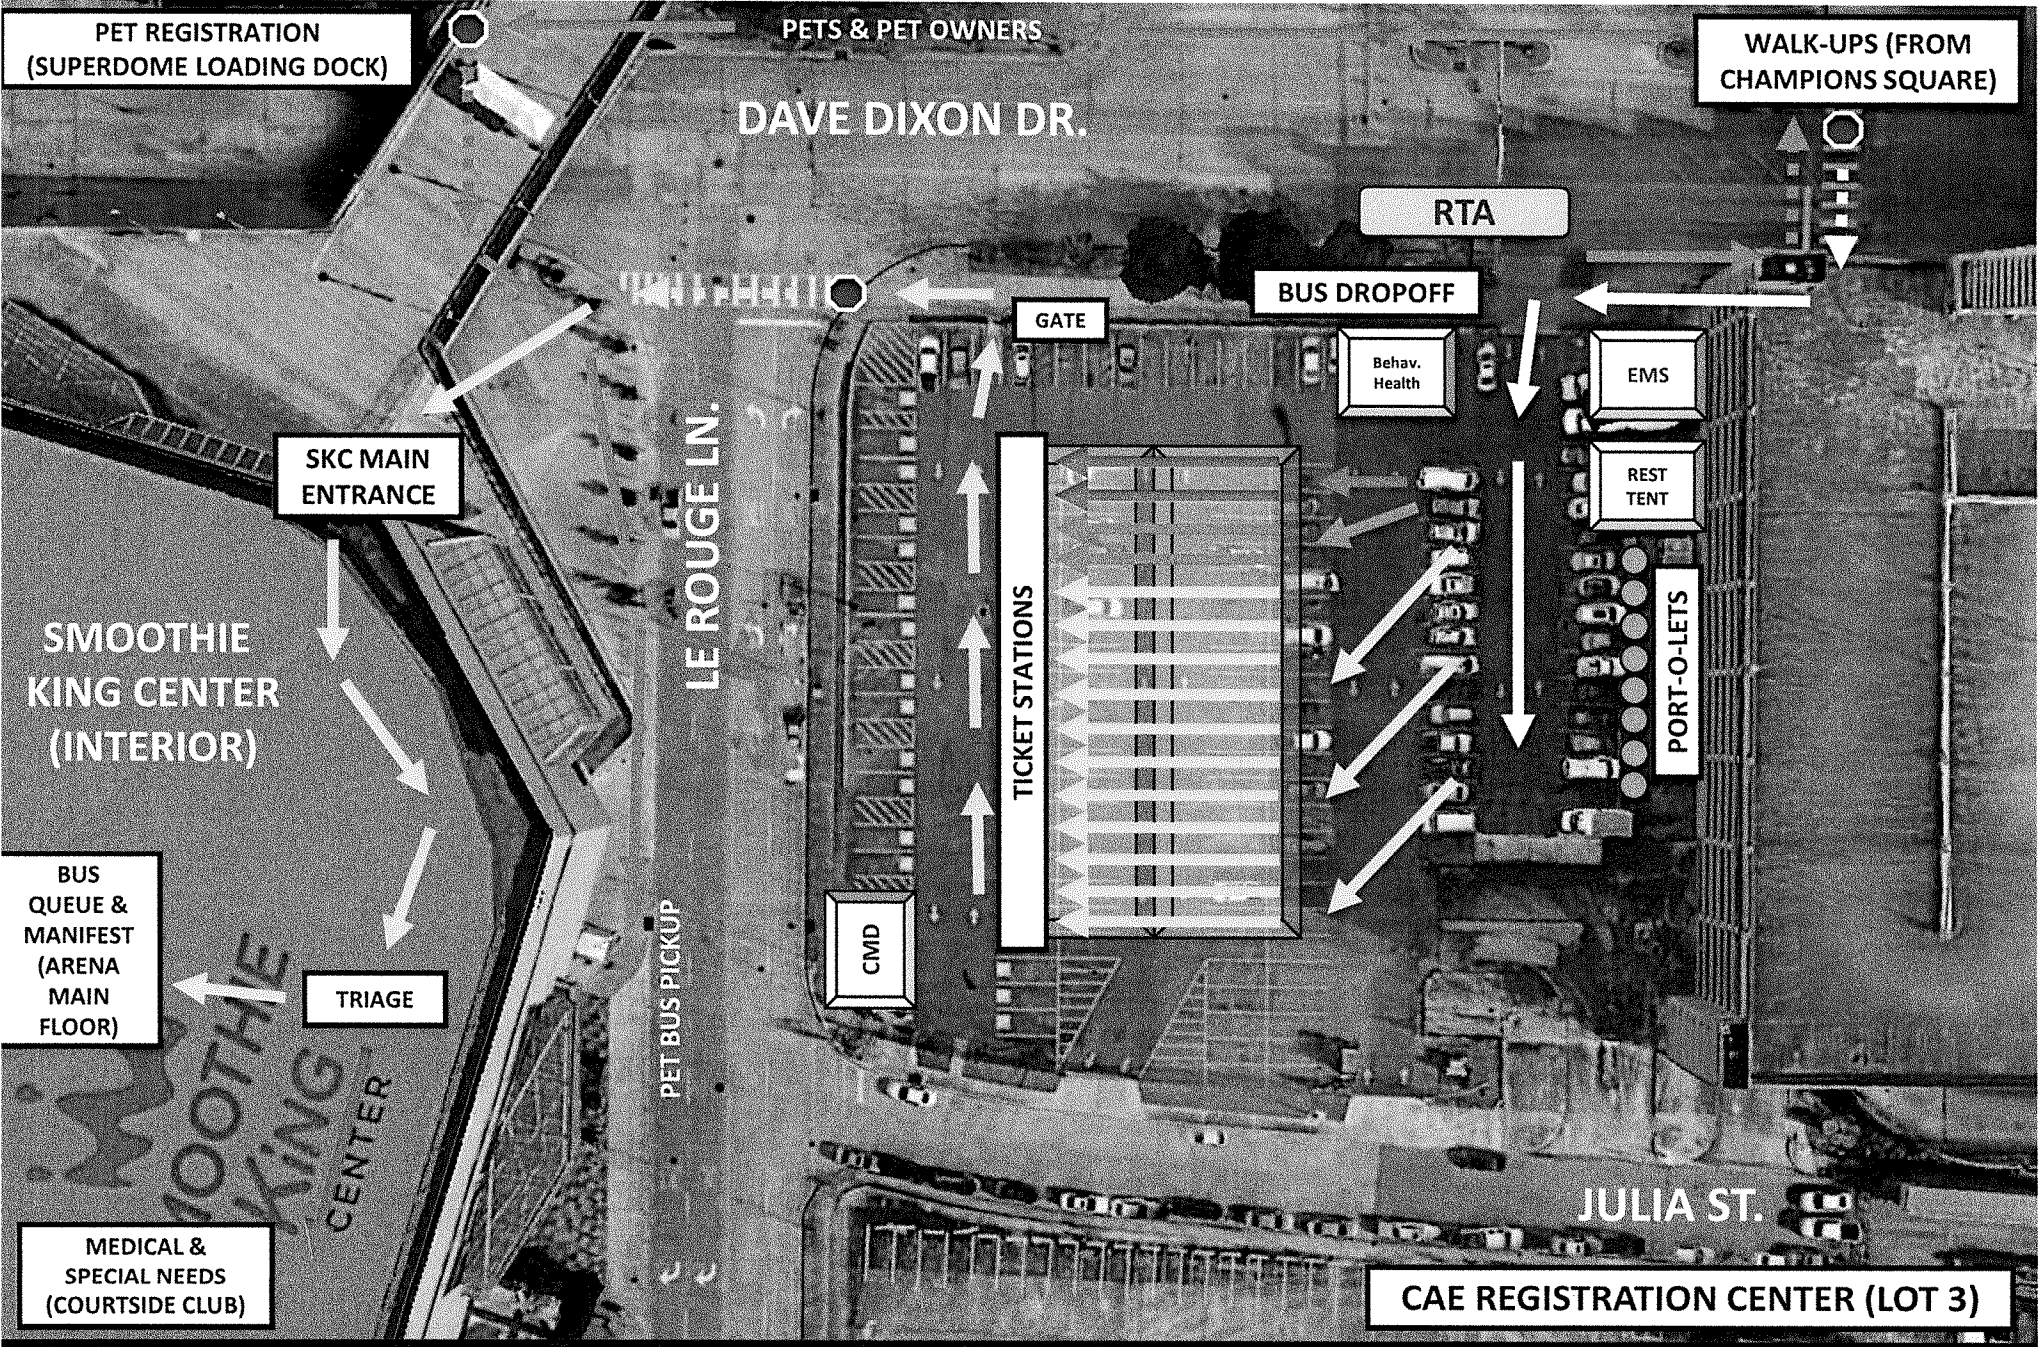 PET REGISTRATION
(SUPERDOME LOADING DOCK)
PETS & PET OWNERS
WALK-UPS (FROM
CHAMPIONS SQUARE)
DAVE DIXON DR.
RTA
BUS DROPOFF
GATE
Behav.
Health
EMS
SKC MAIN
ENTRANCE
REST
TENT
LE ROUGE LN.
TICKET STATIONS
PORT-O-LETS
SMOOTHIE
KING CENTER
(INTERIOR)
BUS
QUEUE &
MANIFEST
(ARENA
MAIN
FLOOR)
TRIAGE
PET BUS PICKUP
CMD
KING
CENTER
JULIA ST.
MEDICAL &
SPECIAL NEEDS
(COURTSIDE CLUB)
CAE REGISTRATION CENTER (LOT 3)